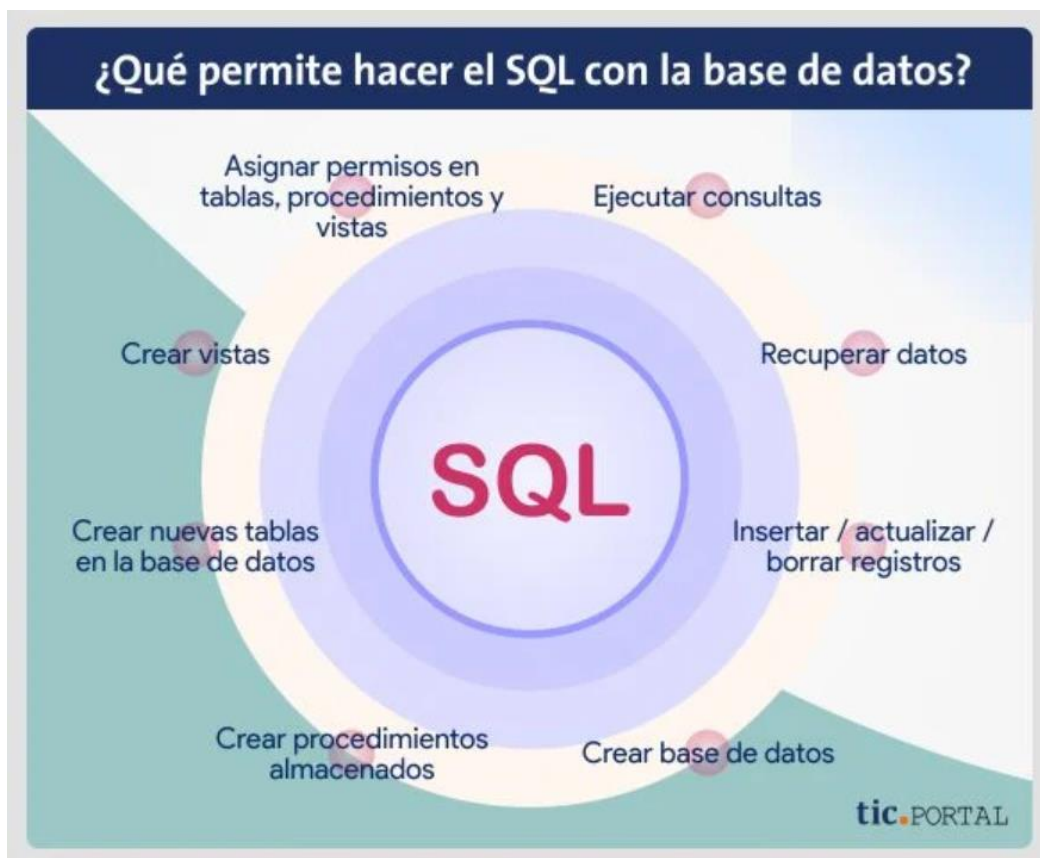 ¿Qué permite hacer el SQL con la base de datos?
Asignar permisos en
tablas, procedimientos y
vistas
Ejecutar consultas
Crear vistas
Recuperar datos
SQL
Crear nuevas tablas
en la base de datos
Insertar / actualizar /
borrar registros
Crear procedimientos
almacenados
Crear base de datos
tic.PORTAL